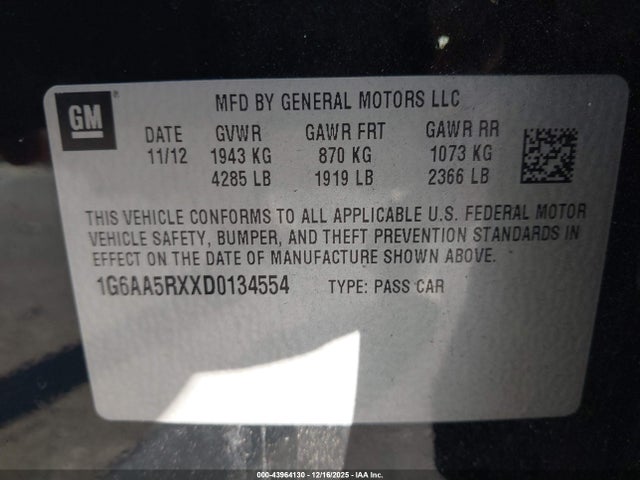 GM
MFD BY GENERAL MOTORS LLC
DATE GVWR GAWR FRT GAWR RR
11/12 1943 KG 870 KG 1073 KG
4285 LB 1919 LB 2366 LB
THIS VEHICLE CONFORMS TO ALL APPLICABLE U.S. FEDERAL MOTOR
VEHICLE SAFETY, BUMPER, AND THEFT PREVENTION STANDARDS IN
EFFECT ON THE DATE OF MANUFACTURE SHOWN ABOVE.
1G6AA5RXXD0134554 TYPE: PASS CAR
000-43964130 - 12/16/2025 - IAA Inc.